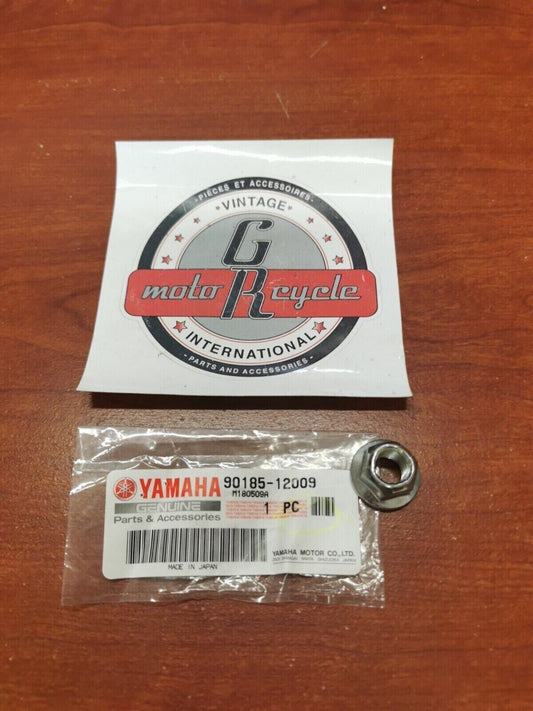 ·PIÈCES ET ACCESSOIRES·
VINTAGE
G
moto R cycle
INTERNATIONAL
·PARTS AND ACCESSORIES·
YAMAHA 90185-12009
M180509A
GENUINE
Parts & Accessories
1 PC
YAMAHA MOTOR CO.,LTD.
MADE IN JAPAN